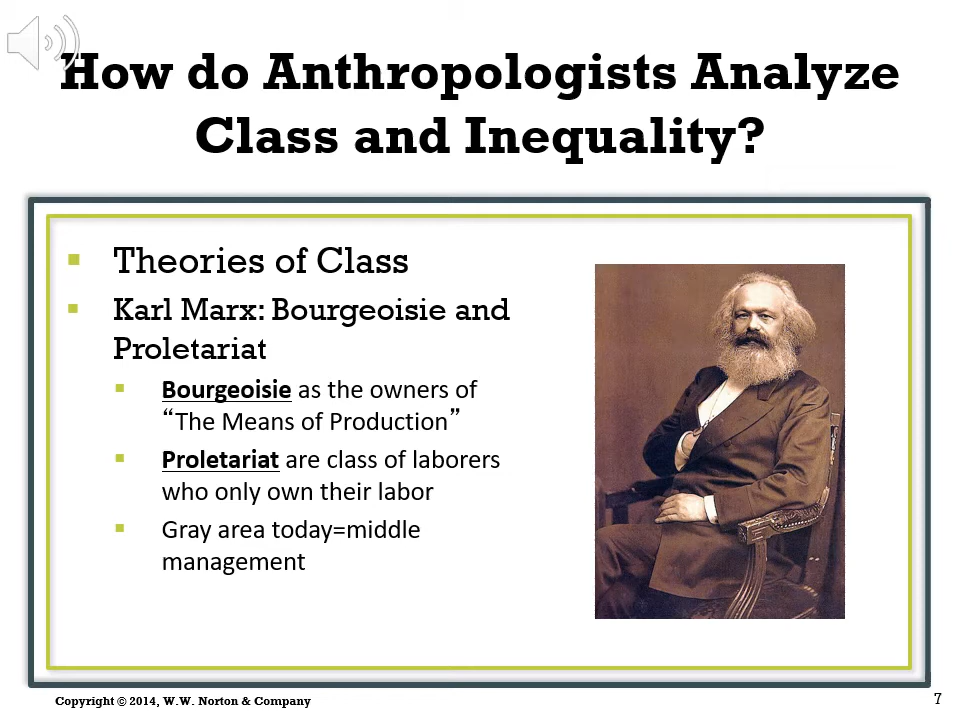 How do Anthropologists Analyze
Class and Inequality?
Theories of Class
Karl Marx: Bourgeoisie and
Proletariat
Bourgeoisie as the owners of
“The Means of Production”
Proletariat are class of laborers
who only own their labor
Gray area today=middle
management
Copyright © 2014, W.W. Norton & Company
7